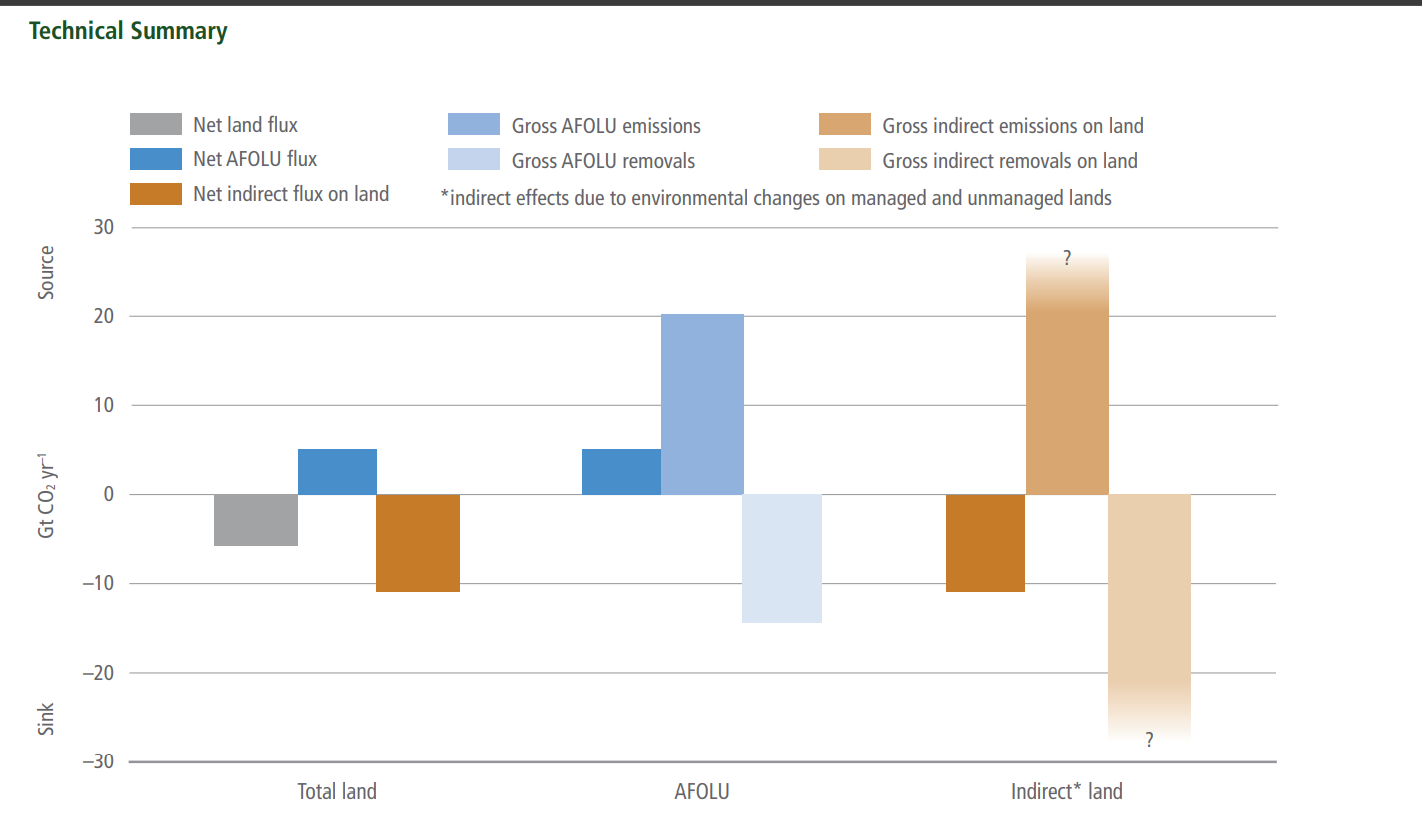 Technical Summary
Net land flux
Gross AFOLU emissions
Gross indirect emissions on land
Net AFOLU flux
Gross AFOLU removals
Gross indirect removals on land
Net indirect flux on land
*indirect effects due to environmental changes on managed and unmanaged lands
30
Source
?
20
10
Gt CO₂ yr⁻¹
0
–10
–20
Sink
?
–30
Total land
AFOLU
Indirect* land